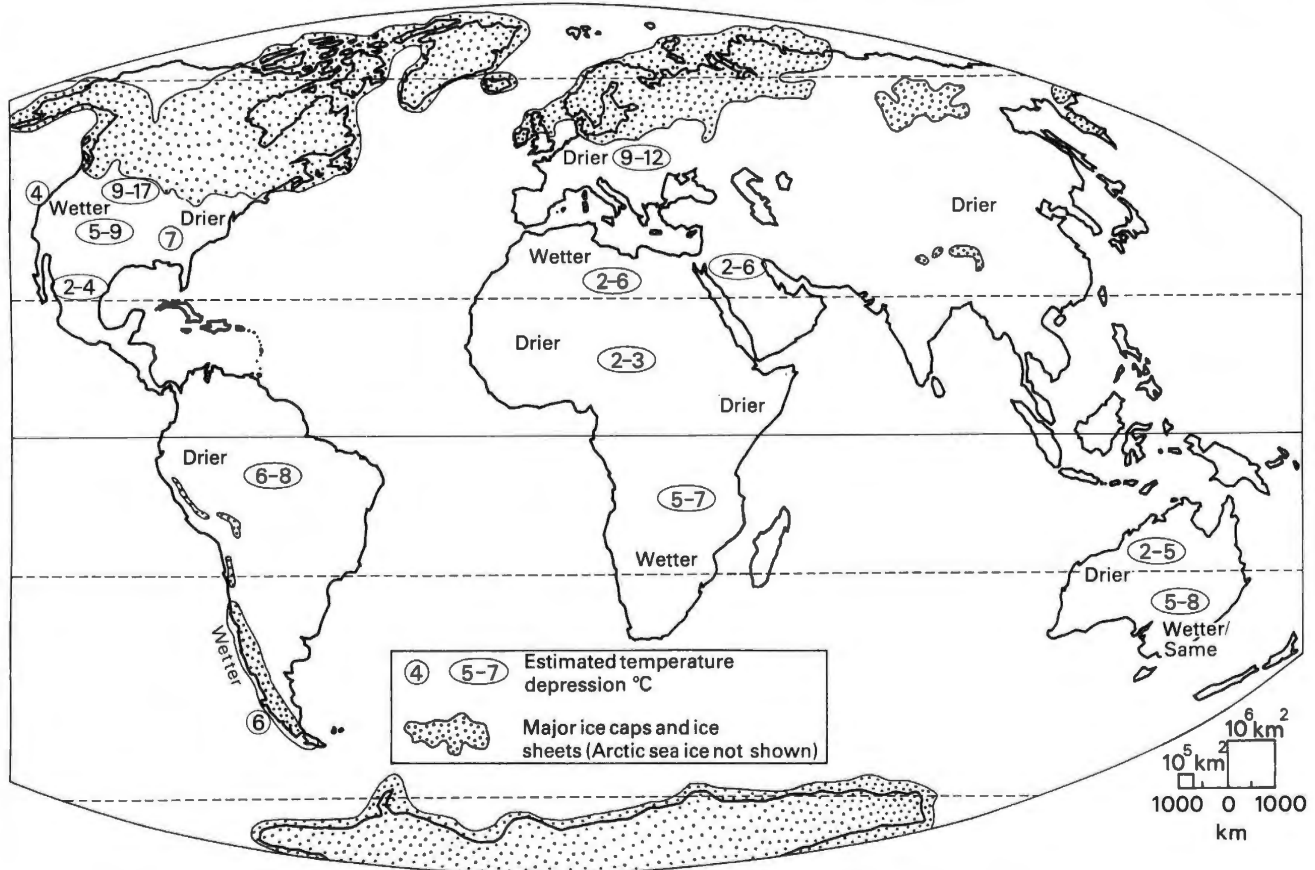 Drier 9–12
4
9–17
Wetter
Drier
Drier
5–9
7
Wetter
2–4
2–6
2–6
Drier
2–3
Drier
Drier
6–8
5–7
Wetter
2–5
Drier
5–8
Wetter/
Same
Wetter
6
4 5–7 Estimated temperature
depression °C
Major ice caps and ice
sheets (Arctic sea ice not shown)
10⁶ km²
10⁵ km²
1000 0 1000
km